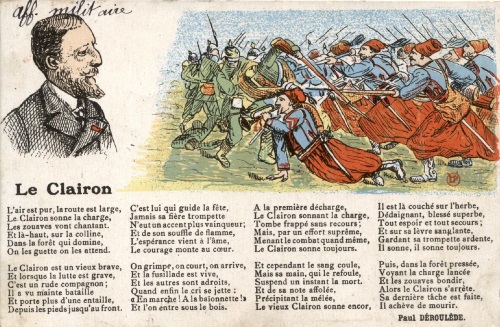 aff. militaire
Le Clairon
L'air est pur, la route est large,
Le Clairon sonne la charge,
Les zouaves vont chantant.
Et là-haut, sur la colline,
Dans la forêt qui domine,
On les guette on les attend.
Le Clairon est un vieux brave,
Et lorsque la lutte est grave,
C'est un rude compagnon;
Il a vu mainte bataille
Et porte plus d'une entaille,
Depuis les pieds jusqu'au front.
C'est lui qui guide la fête,
Jamais sa fière trompette
N'eut un accent plus vainqueur;
Et de son souffle de flamme,
L'espérance vient à l'âme,
Le courage monte au cœur.
On grimpe, on court, on arrive,
Et la fusillade est vive,
Et les autres sont adroits,
Quand enfin le cri se jette :
« En marche ! A la baïonnette ! »
Et l'on entre sous le bois.
A la première décharge,
Le Clairon sonnant la charge,
Tombe frappé sans recours ;
Mais, par un effort suprême,
Menant le combat quand même,
Le Clairon sonne toujours.
Et cependant le sang coule,
Mais sa main, qui le refoule,
Suspend un instant la mort.
Et de sa note affolée,
Précipitant la mêlée,
Le vieux Clairon sonne encor,
Il est là couché sur l'herbe,
Dédaignant, blessé superbe,
Tout espoir et tout secours ;
Et sur sa lèvre sanglante,
Gardant sa trompette ardente,
Il sonne, il sonne toujours.
Puis, dans la forêt pressée,
Voyant la charge lancée
Et les zouaves bondir,
Alors le Clairon s'arrête.
Sa dernière tâche est faite,
Il achève de mourir.
Paul DÉROULÈDE.